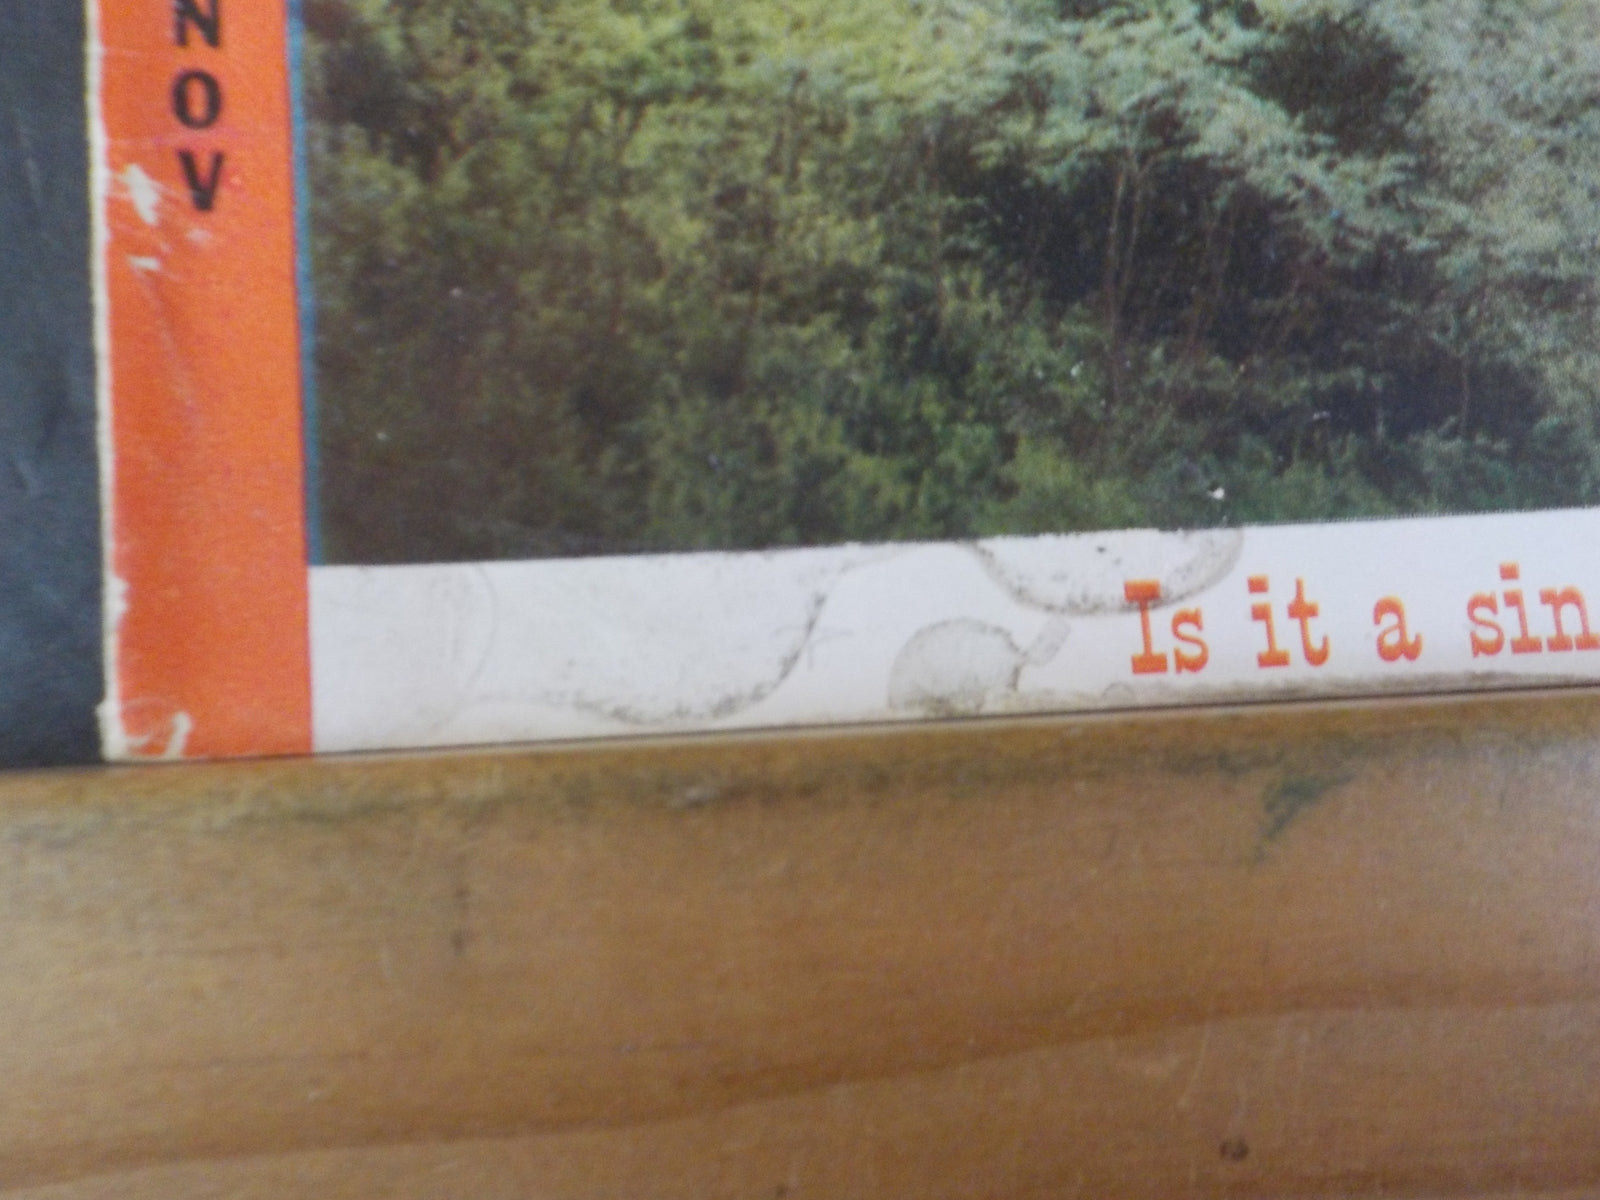 NOV
Is it a sin